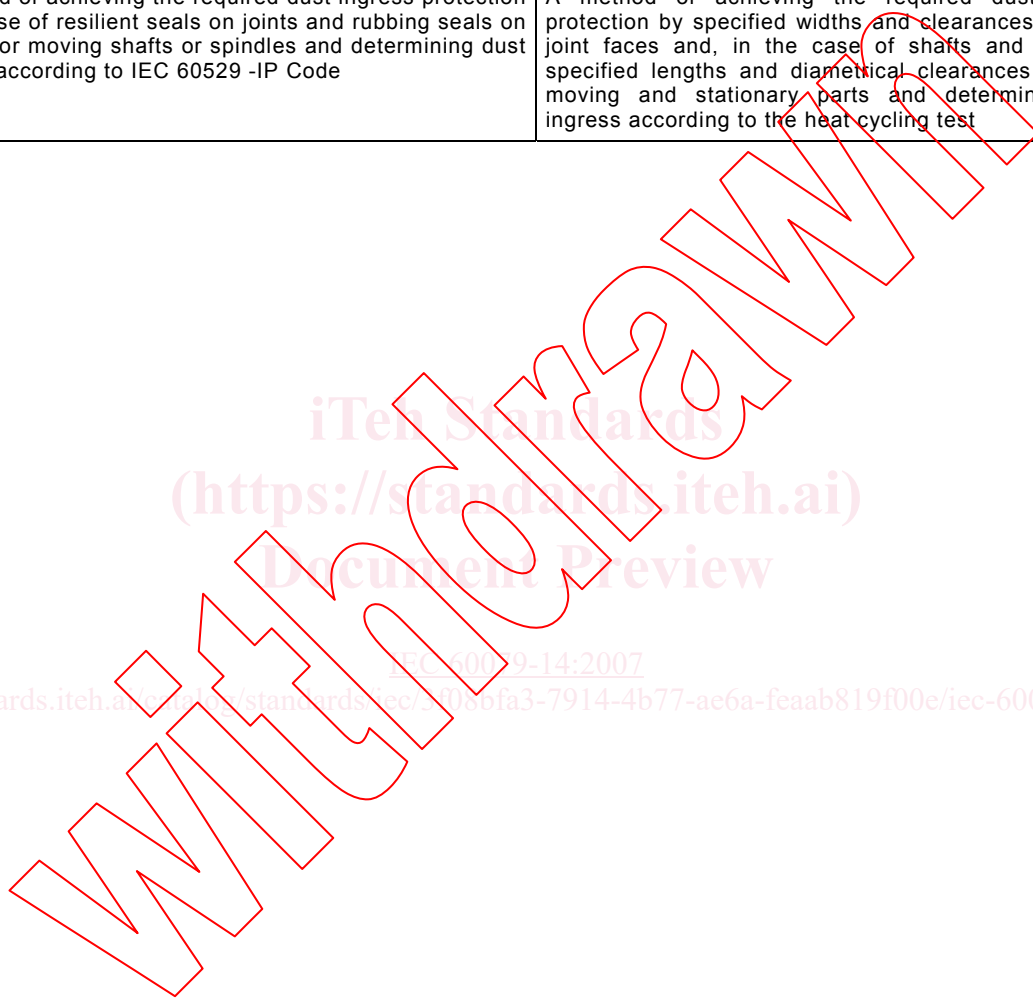 d of achieving the required dust ingress protection
se of resilient seals on joints and rubbing seals on
or moving shafts or spindles and determining dust
according to IEC 60529 -IP Code
A method of achieving the required dust
protection by specified widths and clearances
joint faces and, in the case of shafts and
specified lengths and diametrical clearances
moving and stationary parts and determin
ingress according to the heat cycling test
iTeh Standards
(https://standards.iteh.ai)
Document Preview
IEC 60079-14:2007
ards.iteh.ai/catalog/standards/iec/5f08bfa3-7914-4b77-ae6a-feaab819f00e/iec-600
withdrawn